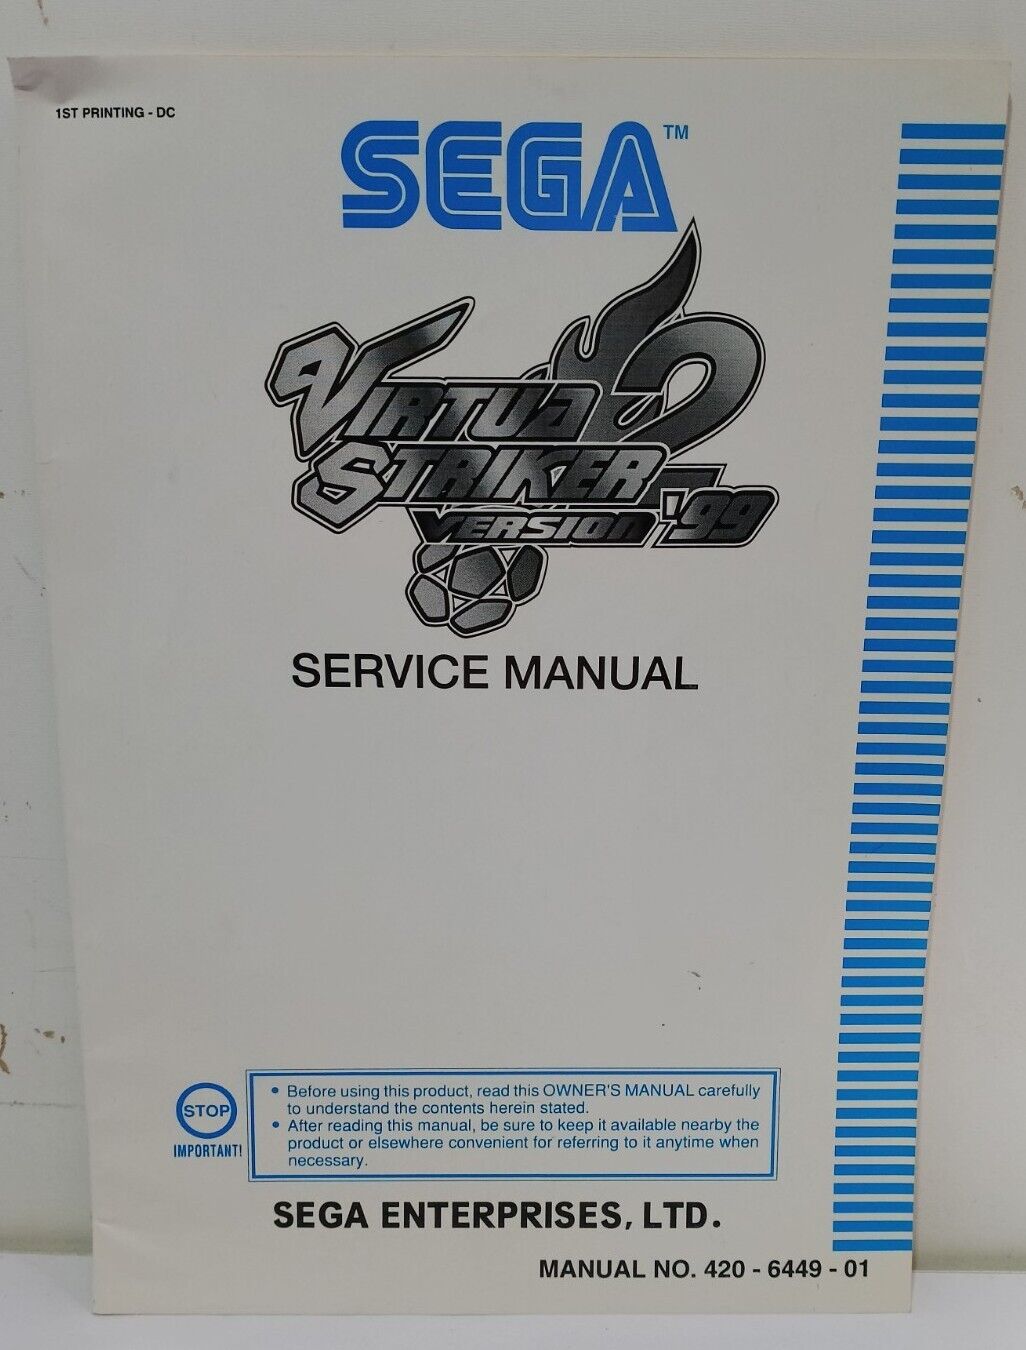 1ST PRINTING - DC
SEGA™
VIRTUA
STRIKER 2
VERSION '99
SERVICE MANUAL
• Before using this product, read this OWNER'S MANUAL carefully
to understand the contents herein stated.
• After reading this manual, be sure to keep it available nearby the
product or elsewhere convenient for referring to it anytime when
necessary.
STOP
IMPORTANT!
SEGA ENTERPRISES, LTD.
MANUAL NO. 420 - 6449 - 01